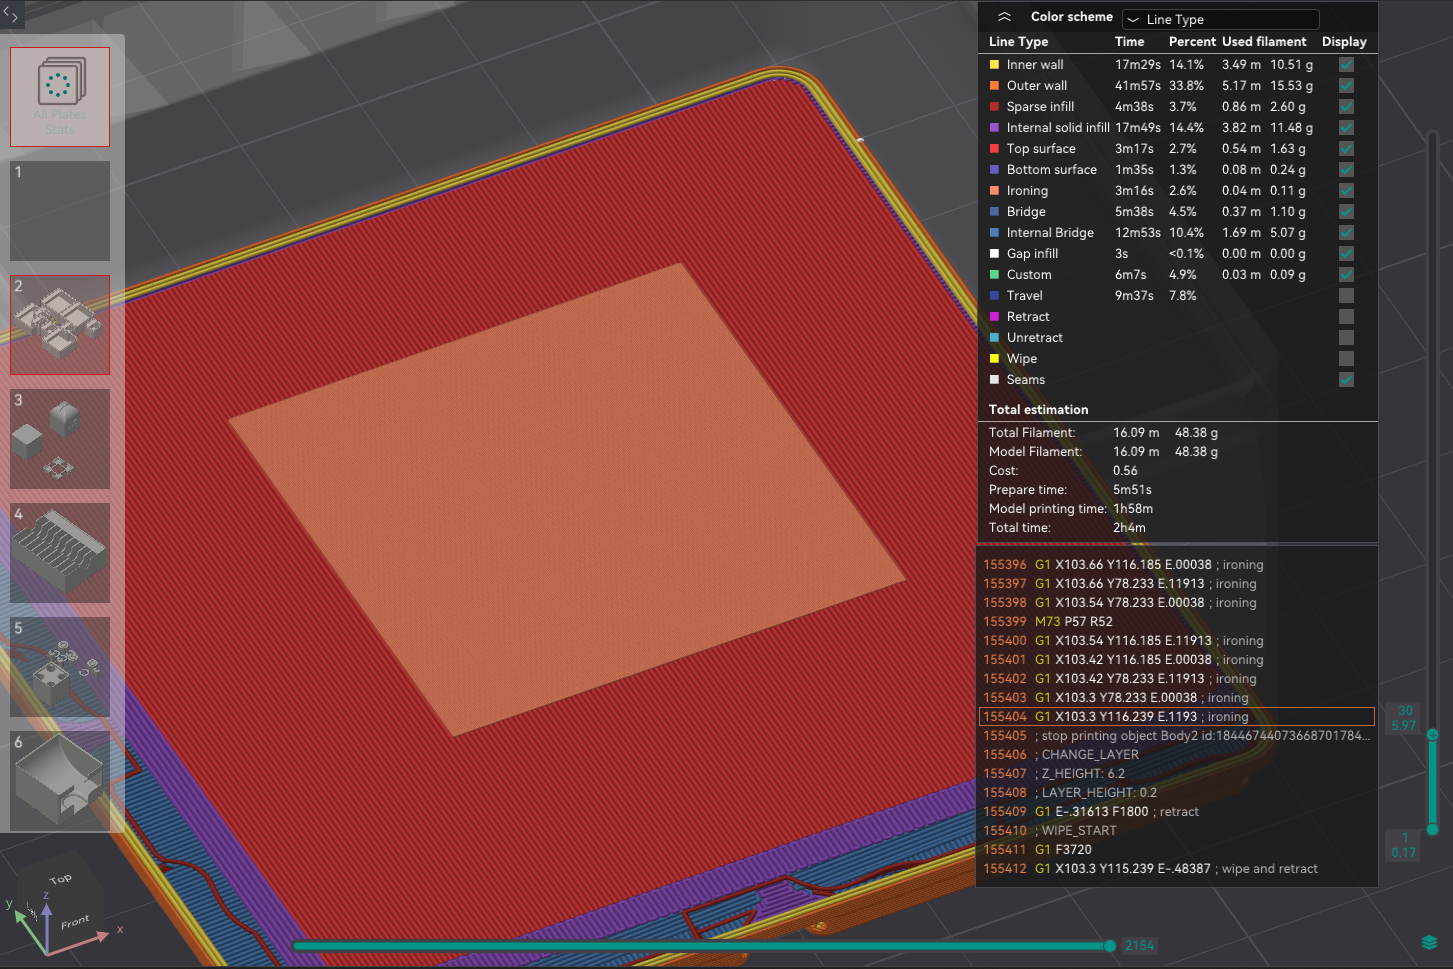 Color scheme Line Type
Line Type Time Percent Used filament Display
Inner wall 17m29s 14.1% 3.49 m 10.51 g
Outer wall 41m57s 33.8% 5.17 m 15.53 g
Sparse infill 4m38s 3.7% 0.86 m 2.60 g
Internal solid infill 17m49s 14.4% 3.82 m 11.48 g
Top surface 3m17s 2.7% 0.54 m 1.63 g
Bottom surface 1m35s 1.3% 0.08 m 0.24 g
Ironing 3m16s 2.6% 0.04 m 0.11 g
Bridge 5m38s 4.5% 0.37 m 1.10 g
Internal Bridge 12m53s 10.4% 1.69 m 5.07 g
Gap infill 3s <0.1% 0.00 m 0.00 g
Custom 6m7s 4.9% 0.03 m 0.09 g
Travel 9m37s 7.8%
Retract
Unretract
Wipe
Seams
Total estimation
Total Filament: 16.09 m 48.38 g
Model Filament: 16.09 m 48.38 g
Cost: 0.56
Prepare time: 5m51s
Model printing time: 1h58m
Total time: 2h4m
155396 G1 X103.66 Y116.185 E.00038 ; ironing
155397 G1 X103.66 Y78.233 E.11913 ; ironing
155398 G1 X103.54 Y78.233 E.00038 ; ironing
155399 M73 P57 R52
155400 G1 X103.54 Y116.185 E.11913 ; ironing
155401 G1 X103.42 Y116.185 E.00038 ; ironing
155402 G1 X103.42 Y78.233 E.11913 ; ironing
155403 G1 X103.3 Y78.233 E.00038 ; ironing
155404 G1 X103.3 Y116.239 E.1193 ; ironing
155405 ; stop printing object Body2 id:18446744073668701784...
155406 ; CHANGE_LAYER
155407 ; Z_HEIGHT: 6.2
155408 ; LAYER_HEIGHT: 0.2
155409 G1 E-.31613 F1800 ; retract
155410 ; WIPE_START
155411 G1 F3720
155412 G1 X103.3 Y115.239 E-.48387 ; wipe and retract
All Plates
Stats
1
2
3
4
5
6
30
5.97
1
0.17
Top
Front
z
y
x
2154